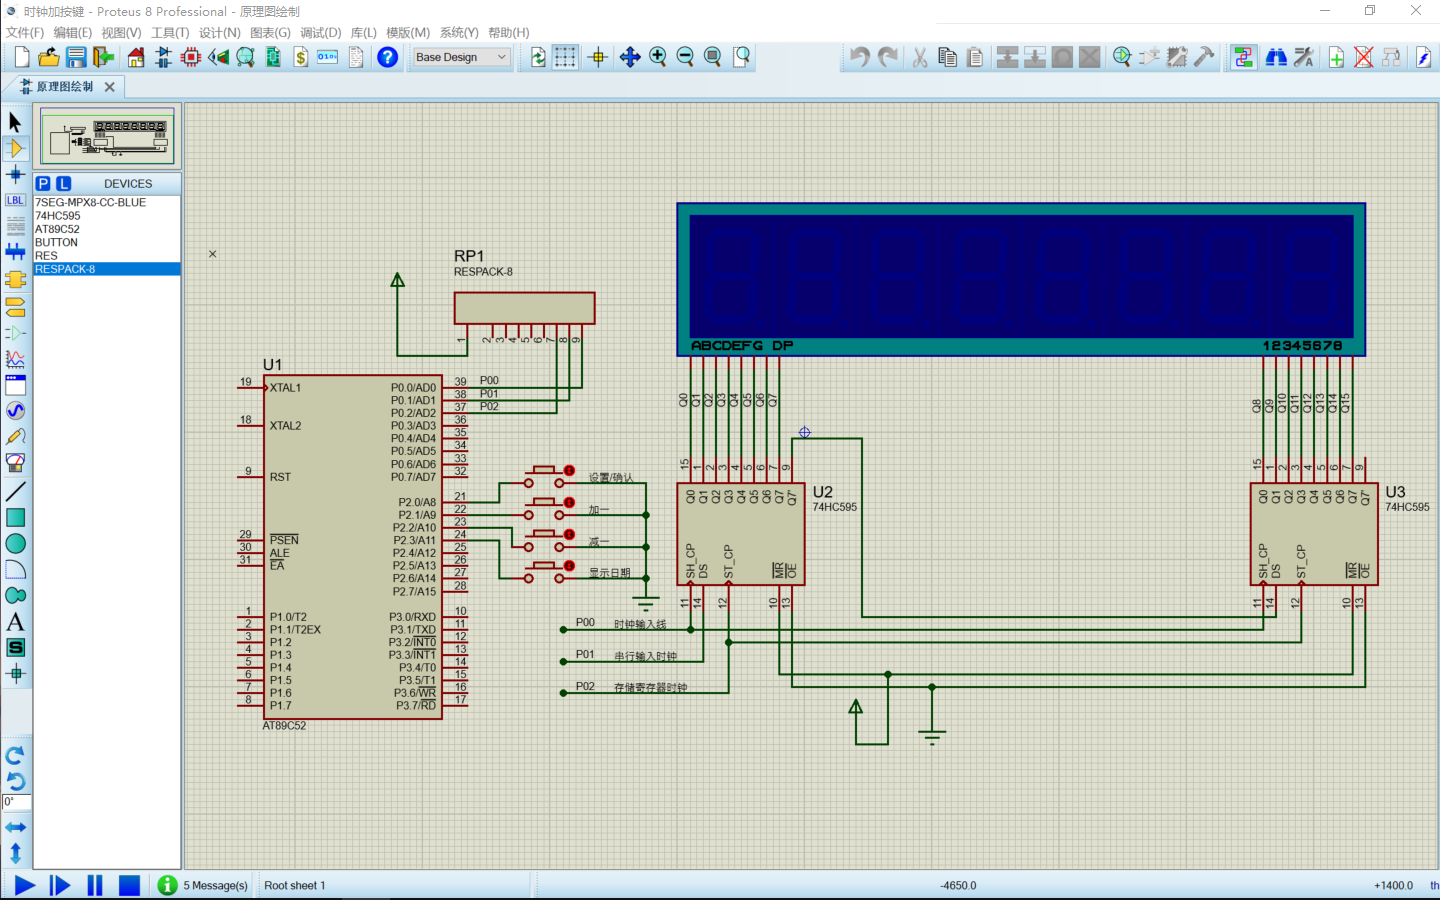 时钟加按键 - Proteus 8 Professional - 原理图绘制
文件(F) 编辑(E) 视图(V) 工具(T) 设计(N) 图表(G) 调试(D) 库(L) 模版(M) 系统(Y) 帮助(H)
Base Design
原理图绘制
P L DEVICES
7SEG-MPX8-CC-BLUE
74HC595
AT89C52
BUTTON
RES
RESPACK-8
LBL
0°
RP1
RESPACK-8
1 2 3 4 5 6 7 8 9
U1
AT89C52
19 XTAL1
18 XTAL2
9 RST
29 PSEN
30 ALE
31 EA
1 P1.0/T2
2 P1.1/T2EX
3 P1.2
4 P1.3
5 P1.4
6 P1.5
7 P1.6
8 P1.7
P0.0/AD0 39 P00
P0.1/AD1 38 P01
P0.2/AD2 37 P02
P0.3/AD3 36
P0.4/AD4 35
P0.5/AD5 34
P0.6/AD6 33
P0.7/AD7 32
P2.0/A8 21
P2.1/A9 22
P2.2/A10 23
P2.3/A11 24
P2.4/A12 25
P2.5/A13 26
P2.6/A14 27
P2.7/A15 28
P3.0/RXD 10
P3.1/TXD 11
P3.2/INT0 12
P3.3/INT1 13
P3.4/T0 14
P3.5/T1 15
P3.6/WR 16
P3.7/RD 17
设置/确认
加一
减一
显示日期
P00 时钟输入线
P01 串行输入时钟
P02 存储寄存器时钟
ABCDEFG DP
12345678
Q0 Q1 Q2 Q3 Q4 Q5 Q6 Q7
15 1 2 3 4 5 6 7 9
Q0 Q1 Q2 Q3 Q4 Q5 Q6 Q7 Q7'
U2
74HC595
SH_CP DS ST_CP MR OE
11 14 12 10 13
Q8 Q9 Q10 Q11 Q12 Q13 Q14 Q15
15 1 2 3 4 5 6 7 9
Q0 Q1 Q2 Q3 Q4 Q5 Q6 Q7 Q7'
U3
74HC595
SH_CP DS ST_CP MR OE
11 14 12 10 13
5 Message(s) Root sheet 1 -4650.0 +1400.0 th